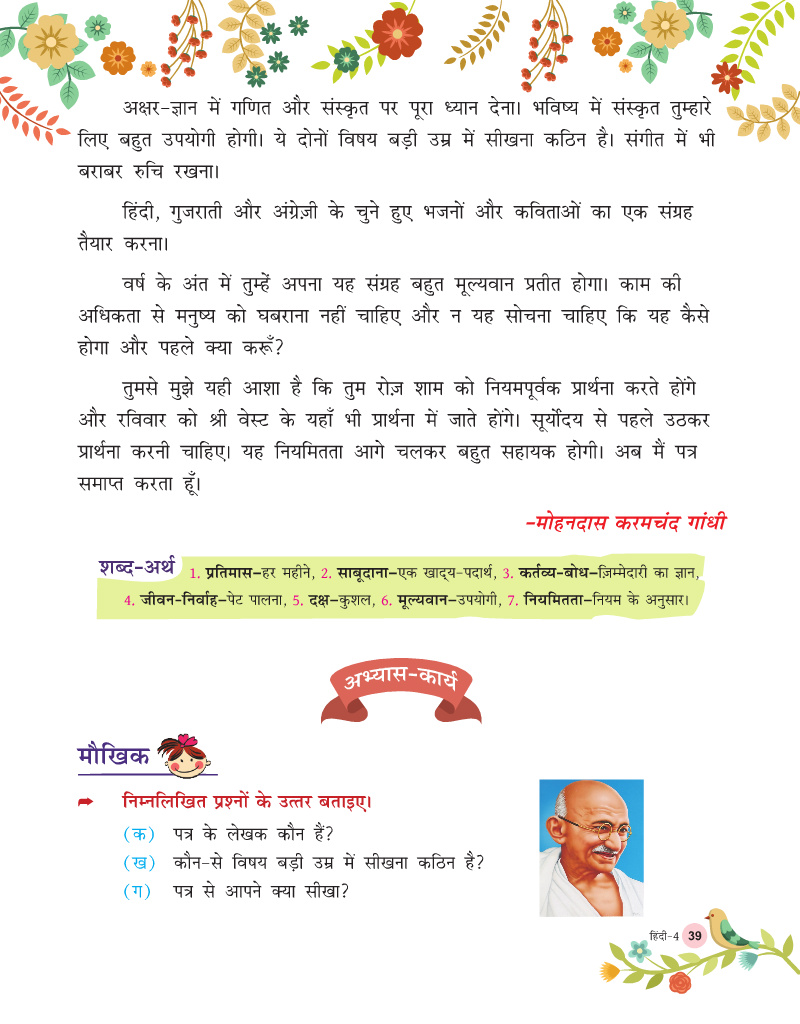 अक्षर-ज्ञान में गणित और संस्कृत पर पूरा ध्यान देना। भविष्य में संस्कृत तुम्हारे
लिए बहुत उपयोगी होगी। ये दोनों विषय बड़ी उम्र में सीखना कठिन है। संगीत में भी
बराबर रुचि रखना।
हिंदी, गुजराती और अंग्रेज़ी के चुने हुए भजनों और कविताओं का एक संग्रह
तैयार करना।
वर्ष के अंत में तुम्हें अपना यह संग्रह बहुत मूल्यवान प्रतीत होगा। काम की
अधिकता से मनुष्य को घबराना नहीं चाहिए और न यह सोचना चाहिए कि यह कैसे
होगा और पहले क्या करूँ?
तुमसे मुझे यही आशा है कि तुम रोज़ शाम को नियमपूर्वक प्रार्थना करते होंगे
और रविवार को श्री वेस्ट के यहाँ भी प्रार्थना में जाते होंगे। सूर्योदय से पहले उठकर
प्रार्थना करनी चाहिए। यह नियमितता आगे चलकर बहुत सहायक होगी। अब मैं पत्र
समाप्त करता हूँ।
-मोहनदास करमचंद गांधी
शब्द-अर्थ 1. प्रतिमास–हर महीने, 2. साबूदाना–एक खाद्य-पदार्थ, 3. कर्तव्य-बोध–ज़िम्मेदारी का ज्ञान,
4. जीवन-निर्वाह–पेट पालना, 5. दक्ष–कुशल, 6. मूल्यवान–उपयोगी, 7. नियमितता–नियम के अनुसार।
अभ्यास-कार्य
मौखिक
➦ निम्नलिखित प्रश्नों के उत्तर बताइए।
(क) पत्र के लेखक कौन हैं?
(ख) कौन-से विषय बड़ी उम्र में सीखना कठिन है?
(ग) पत्र से आपने क्या सीखा?
हिंदी-4 39